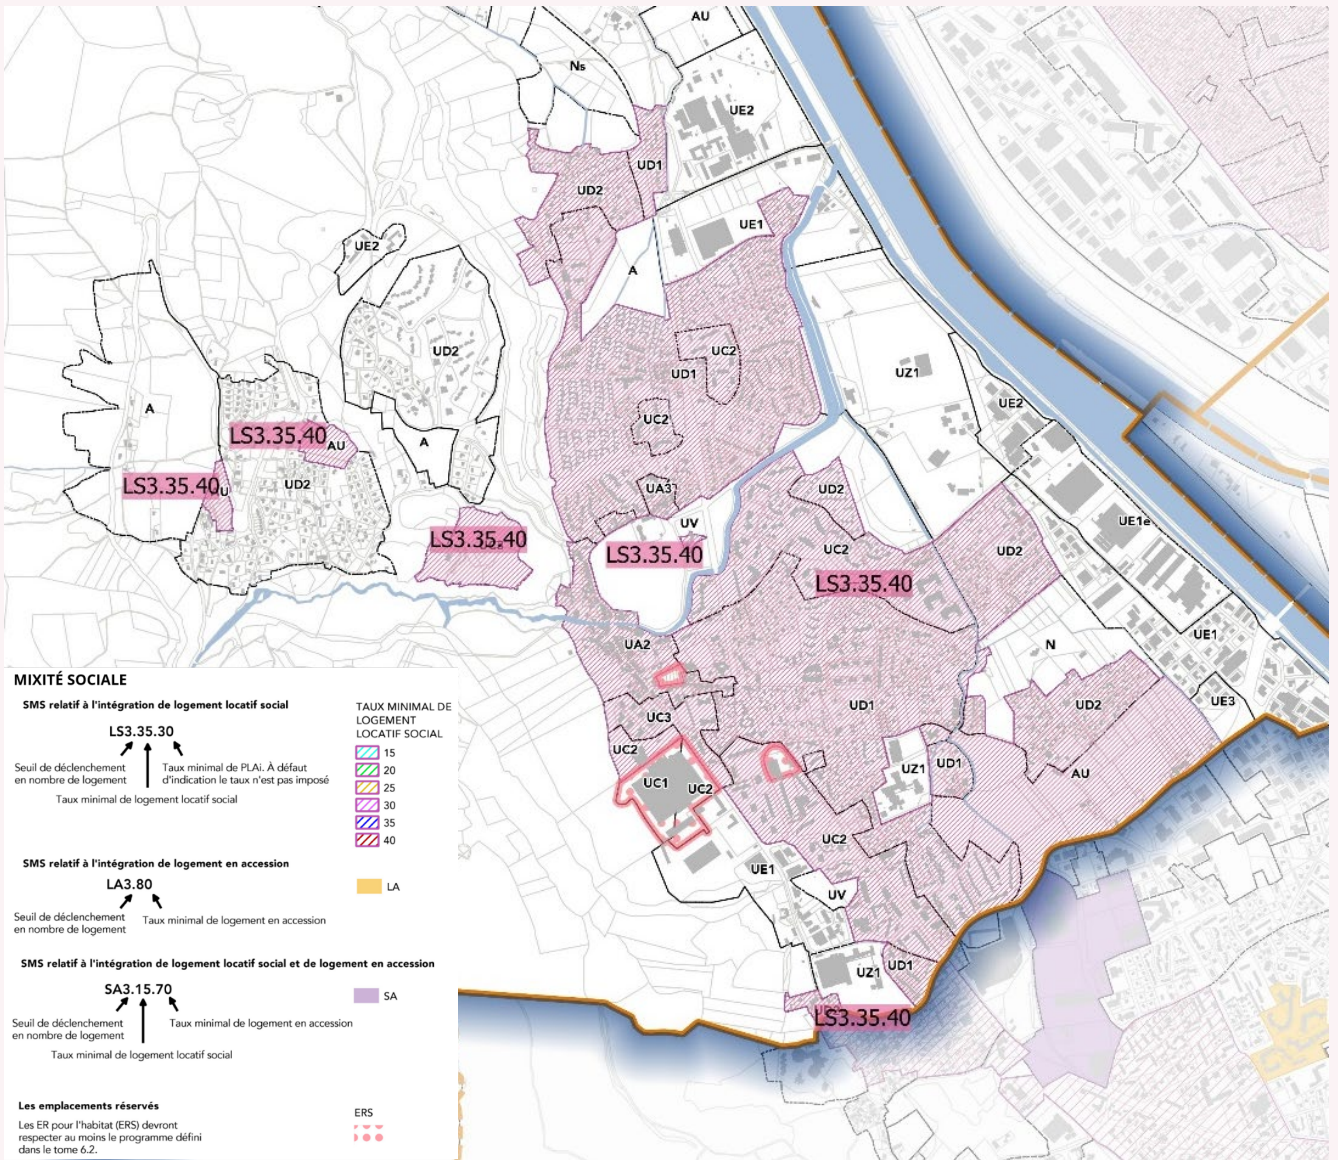 AU
Ns
UE2
UD1
UD2
UE1
UE2
A
UD2
UC2
UD1
UZ1
UE2
A
UC2
LS3.35.40
AU
A
UD2
LS3.35.40
UA3
UD2
UV
UE1e
LS3.35.40
LS3.35.40
UC2
UD2
LS3.35.40
UE1
UA2
N
UE3
UD1
UD2
UC3
UC2
UZ1
UD1
AU
UC1
UC2
UC2
UE1
UV
UZ1
UD1
LS3.35.40
MIXITÉ SOCIALE
SMS relatif à l'intégration de logement locatif social
LS3.35.30
Seuil de déclenchement
en nombre de logement
Taux minimal de PLAi. À défaut
d'indication le taux n'est pas imposé
Taux minimal de logement locatif social
TAUX MINIMAL DE
LOGEMENT
LOCATIF SOCIAL
15
20
25
30
35
40
SMS relatif à l'intégration de logement en accession
LA3.80
Seuil de déclenchement
en nombre de logement
Taux minimal de logement en accession
LA
SMS relatif à l'intégration de logement locatif social et de logement en accession
SA3.15.70
Seuil de déclenchement
en nombre de logement
Taux minimal de logement en accession
Taux minimal de logement locatif social
SA
Les emplacements réservés
Les ER pour l'habitat (ERS) devront
respecter au moins le programme défini
dans le tome 6.2.
ERS